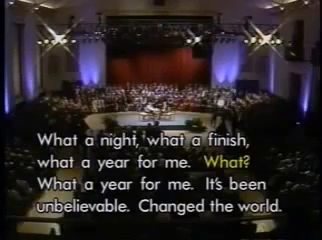 What a night, what a finish,
what a year for me. What?
What a year for me. It's been
unbelievable. Changed the world.